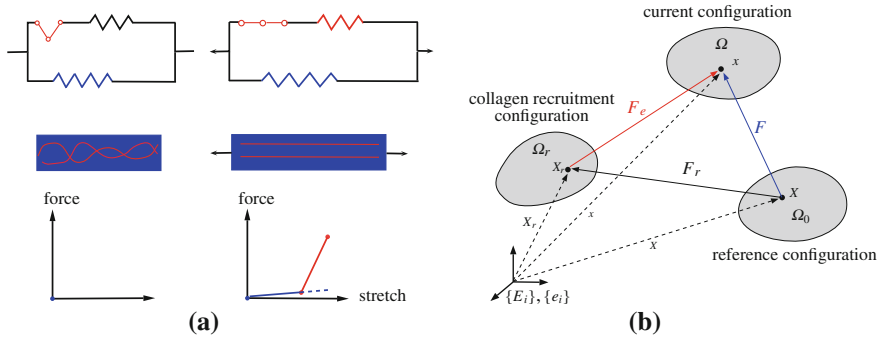 force
force
stretch
(a)
current configuration
Ω
x
collagen recruitment
configuration
F_e
F
Ω_r
X_r
F_r
X
Ω_0
X_r
x
X
reference configuration
{E_i}, {e_i}
(b)